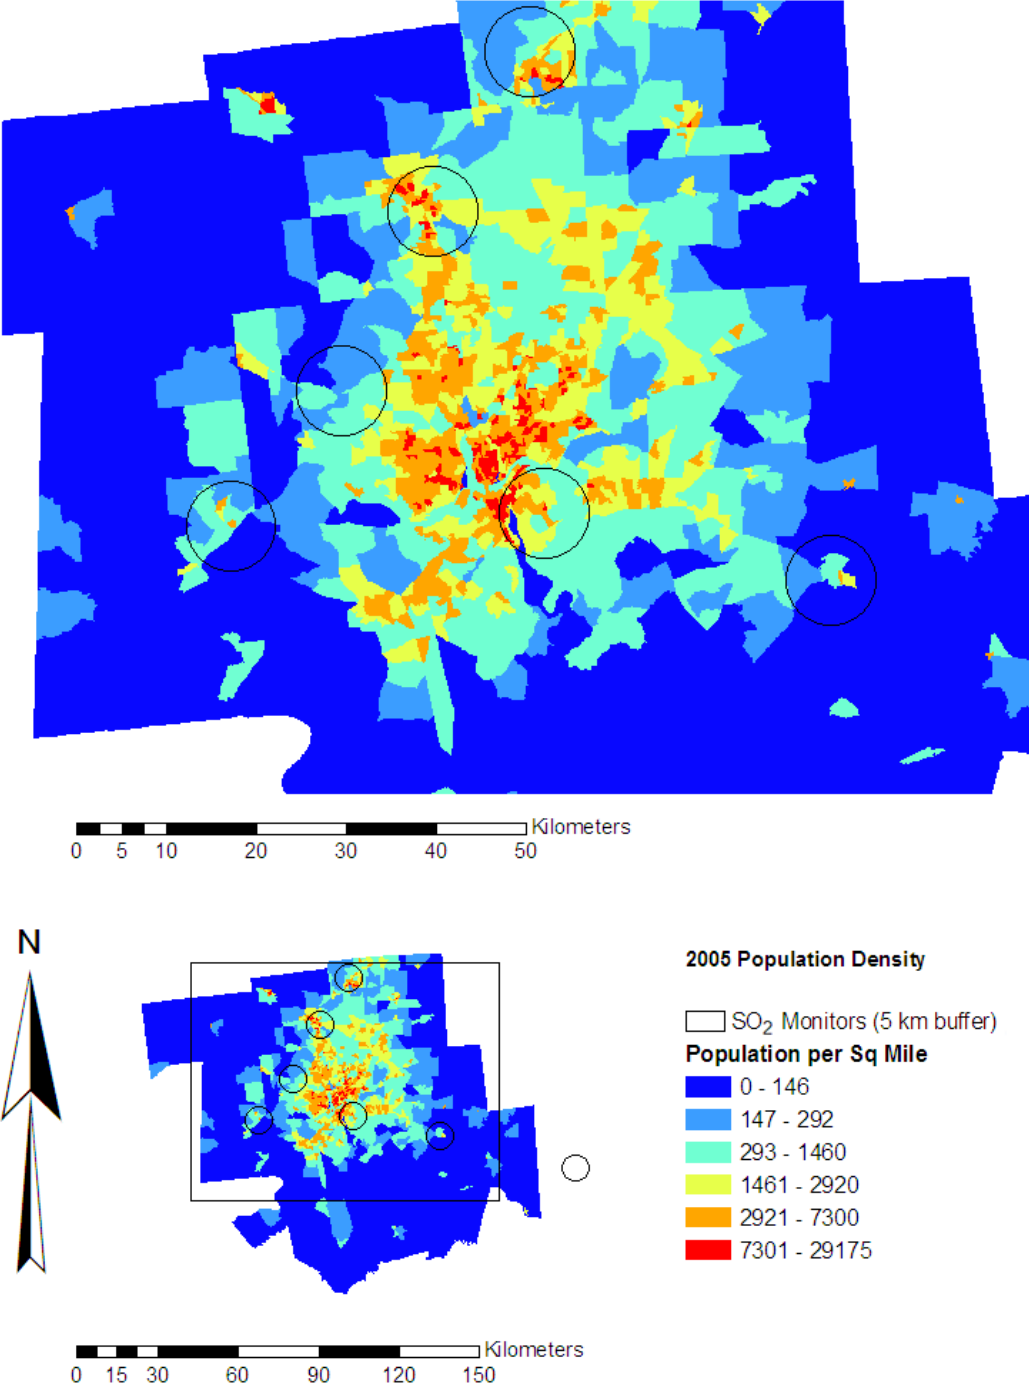 Kilometers
0 5 10 20 30 40 50
N
2005 Population Density
SO2 Monitors (5 km buffer)
Population per Sq Mile
0 - 146
147 - 292
293 - 1460
1461 - 2920
2921 - 7300
7301 - 29175
Kilometers
0 15 30 60 90 120 150